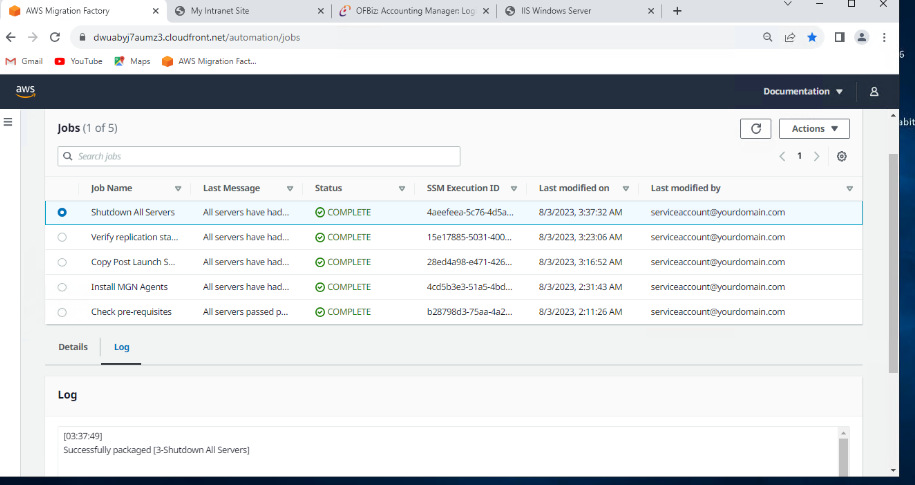 AWS Migration Factory
My Intranet Site
OFBiz: Accounting Manager: Log
IIS Windows Server
dwuabyj7aumz3.cloudfront.net/automation/jobs
Gmail YouTube Maps AWS Migration Fact...
aws Documentation
Jobs (1 of 5) Actions
Search jobs 1
Job Name Last Message Status SSM Execution ID Last modified on Last modified by
Shutdown All Servers All servers have had... COMPLETE 4aeefeea-5c76-4d5a... 8/3/2023, 3:37:32 AM serviceaccount@yourdomain.com
Verify replication sta... All servers have had... COMPLETE 15e17885-5031-400... 8/3/2023, 3:23:06 AM serviceaccount@yourdomain.com
Copy Post Launch S... All servers have had... COMPLETE 28ed4a98-e471-426... 8/3/2023, 3:16:52 AM serviceaccount@yourdomain.com
Install MGN Agents All servers have had... COMPLETE 4cd5b3e3-51a5-4bd... 8/3/2023, 2:31:43 AM serviceaccount@yourdomain.com
Check pre-requisites All servers passed p... COMPLETE b28798d3-75aa-4a2... 8/3/2023, 2:11:26 AM serviceaccount@yourdomain.com
Details Log
Log
[03:37:49]
Successfully packaged [3-Shutdown All Servers]
6
abit